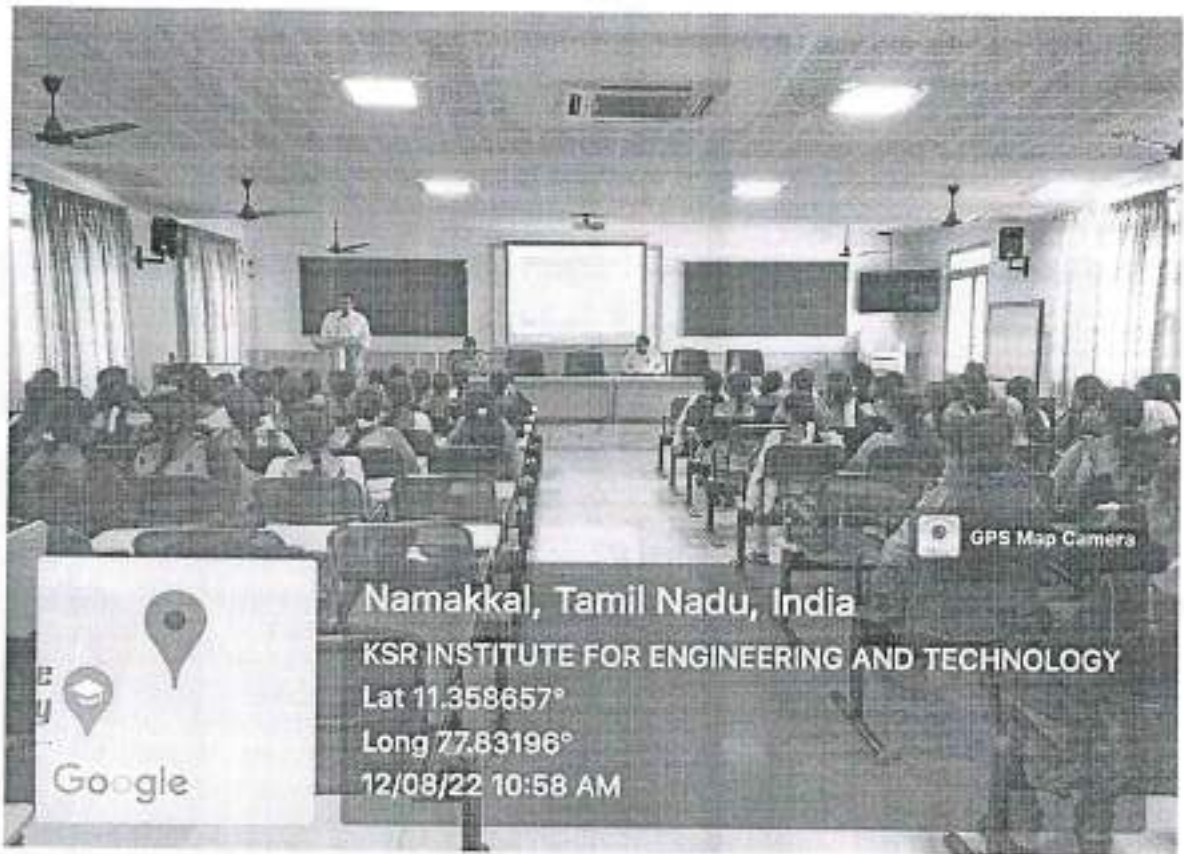 GPS Map Camera
Namakkal, Tamil Nadu, India
KSR INSTITUTE FOR ENGINEERING AND TECHNOLOGY
Lat 11.358657°
Long 77.83196°
12/08/22 10:58 AM
Google